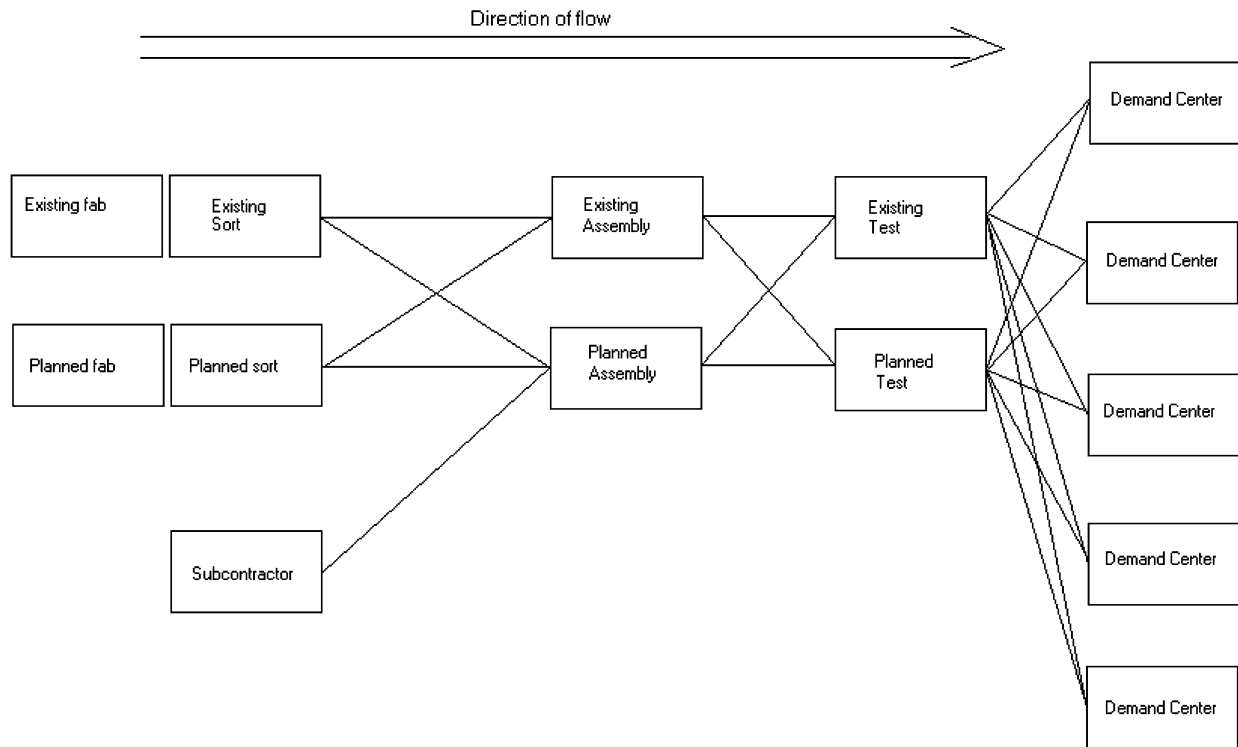 Direction of flow
Demand Center
Existing fab
Existing
Sort
Existing
Assembly
Existing
Test
Demand Center
Planned fab
Planned sort
Planned
Assembly
Planned
Test
Demand Center
Subcontractor
Demand Center
Demand Center